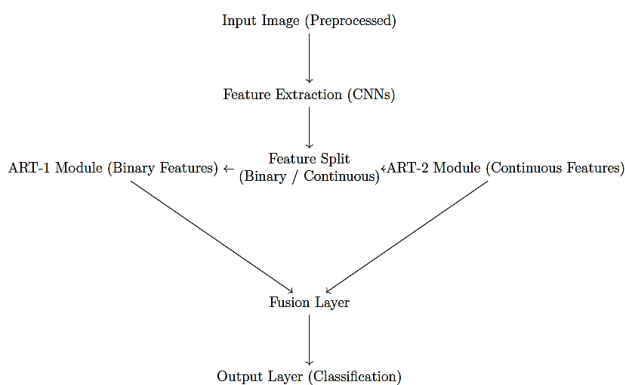 Input Image (Preprocessed)
Feature Extraction (CNNs)
ART-1 Module (Binary Features)
Feature Split
(Binary / Continuous)
ART-2 Module (Continuous Features)
Fusion Layer
Output Layer (Classification)